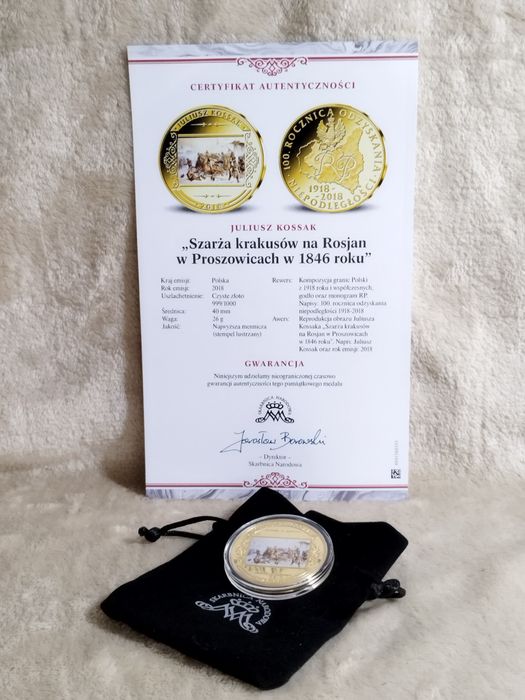 CERTYFIKAT AUTENTYCZNOŚCI
JULIUSZ KOSSAK
2018
100. ROCZNICA ODZYSKANIA
NIEPODLEGŁOŚCI
RP
1918 -
- 2018
JULIUSZ KOSSAK
„Szarża krakusów na Rosjan
w Proszowicach w 1846 roku”
Kraj emisji: Polska
Rok emisji: 2018
Uszlachetnienie: Czyste złoto
999/1000
Średnica: 40 mm
Waga: 26 g
Jakość: Najwyższa mennicza
(stempel lustrzany)
Rewers: Kompozycja granic Polski
z 1918 roku i współczesnych,
godło oraz monogram RP.
Napisy: 100. rocznica odzyskania
niepodległości 1918-2018
Awers: Reprodukcja obrazu Juliusza
Kossaka „Szarża krakusów
na Rosjan w Proszowicach
w 1846 roku”. Napis: Juliusz
Kossak oraz rok emisji: 2018
GWARANCJA
Niniejszym udzielamy nieograniczonej czasowo
gwarancji autentyczności tego pamiątkowego medalu
SKARBNICA NARODOWA
Jarosław Borowski
– Dyrektor –
Skarbnica Narodowa
SKARBNICA NARODOWA